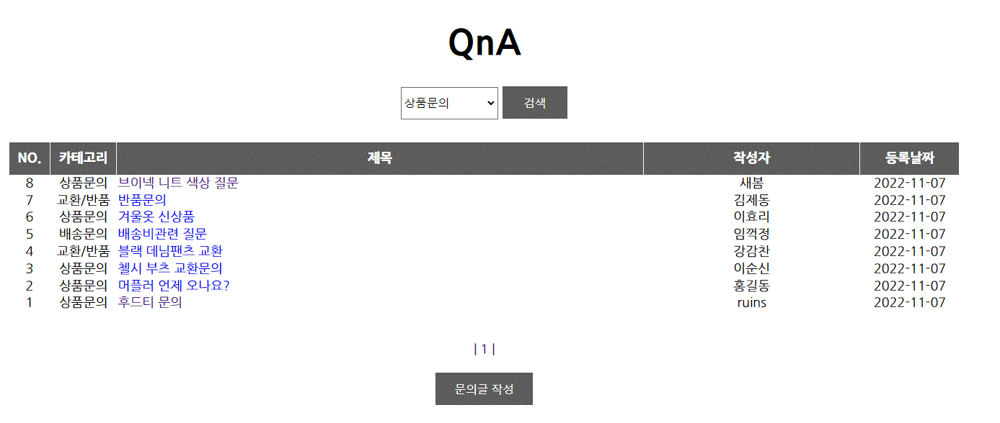 QnA
상품문의 검색
NO. 카테고리 제목 작성자 등록날짜
8 상품문의 브이넥 니트 색상 질문 새봄 2022-11-07
7 교환/반품 반품문의 김제동 2022-11-07
6 상품문의 겨울옷 신상품 이효리 2022-11-07
5 배송문의 배송비관련 질문 임꺽정 2022-11-07
4 교환/반품 블랙 데님팬츠 교환 강감찬 2022-11-07
3 상품문의 첼시 부츠 교환문의 이순신 2022-11-07
2 상품문의 머플러 언제 오나요? 홍길동 2022-11-07
1 상품문의 후드티 문의 ruins 2022-11-07
| 1 |
문의글 작성